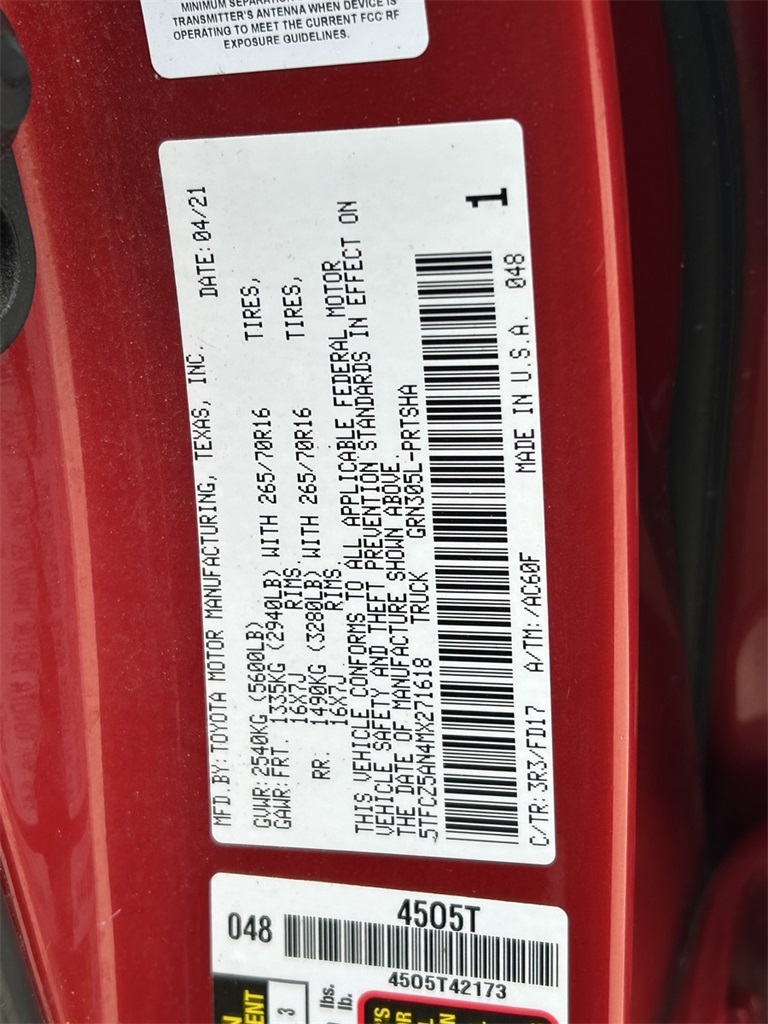 MINIMUM SEPARATION
TRANSMITTER'S ANTENNA WHEN DEVICE IS
OPERATING TO MEET THE CURRENT FCC RF
EXPOSURE GUIDELINES.
MFD.BY:TOYOTA MOTOR MANUFACTURING, TEXAS, INC. DATE:04/21
GVWR:2540KG (5600LB)
GAWR:FRT. 1335KG (2940LB) WITH 265/70R16 TIRES,
16X7J RIMS.
RR. 1490KG (3280LB) WITH 265/70R16 TIRES,
16X7J RIMS.
THIS VEHICLE CONFORMS TO ALL APPLICABLE FEDERAL MOTOR
VEHICLE SAFETY AND THEFT PREVENTION STANDARDS IN EFFECT ON
THE DATE OF MANUFACTURE SHOWN ABOVE.
5TFCZ5AN4MX271618 TRUCK GRN305L-PRTSHA
1
C/TR:3R3/FD17 A/TM:/AC60F MADE IN U.S.A. 048
048 4505T
4505T42173
3
lbs.
lb.